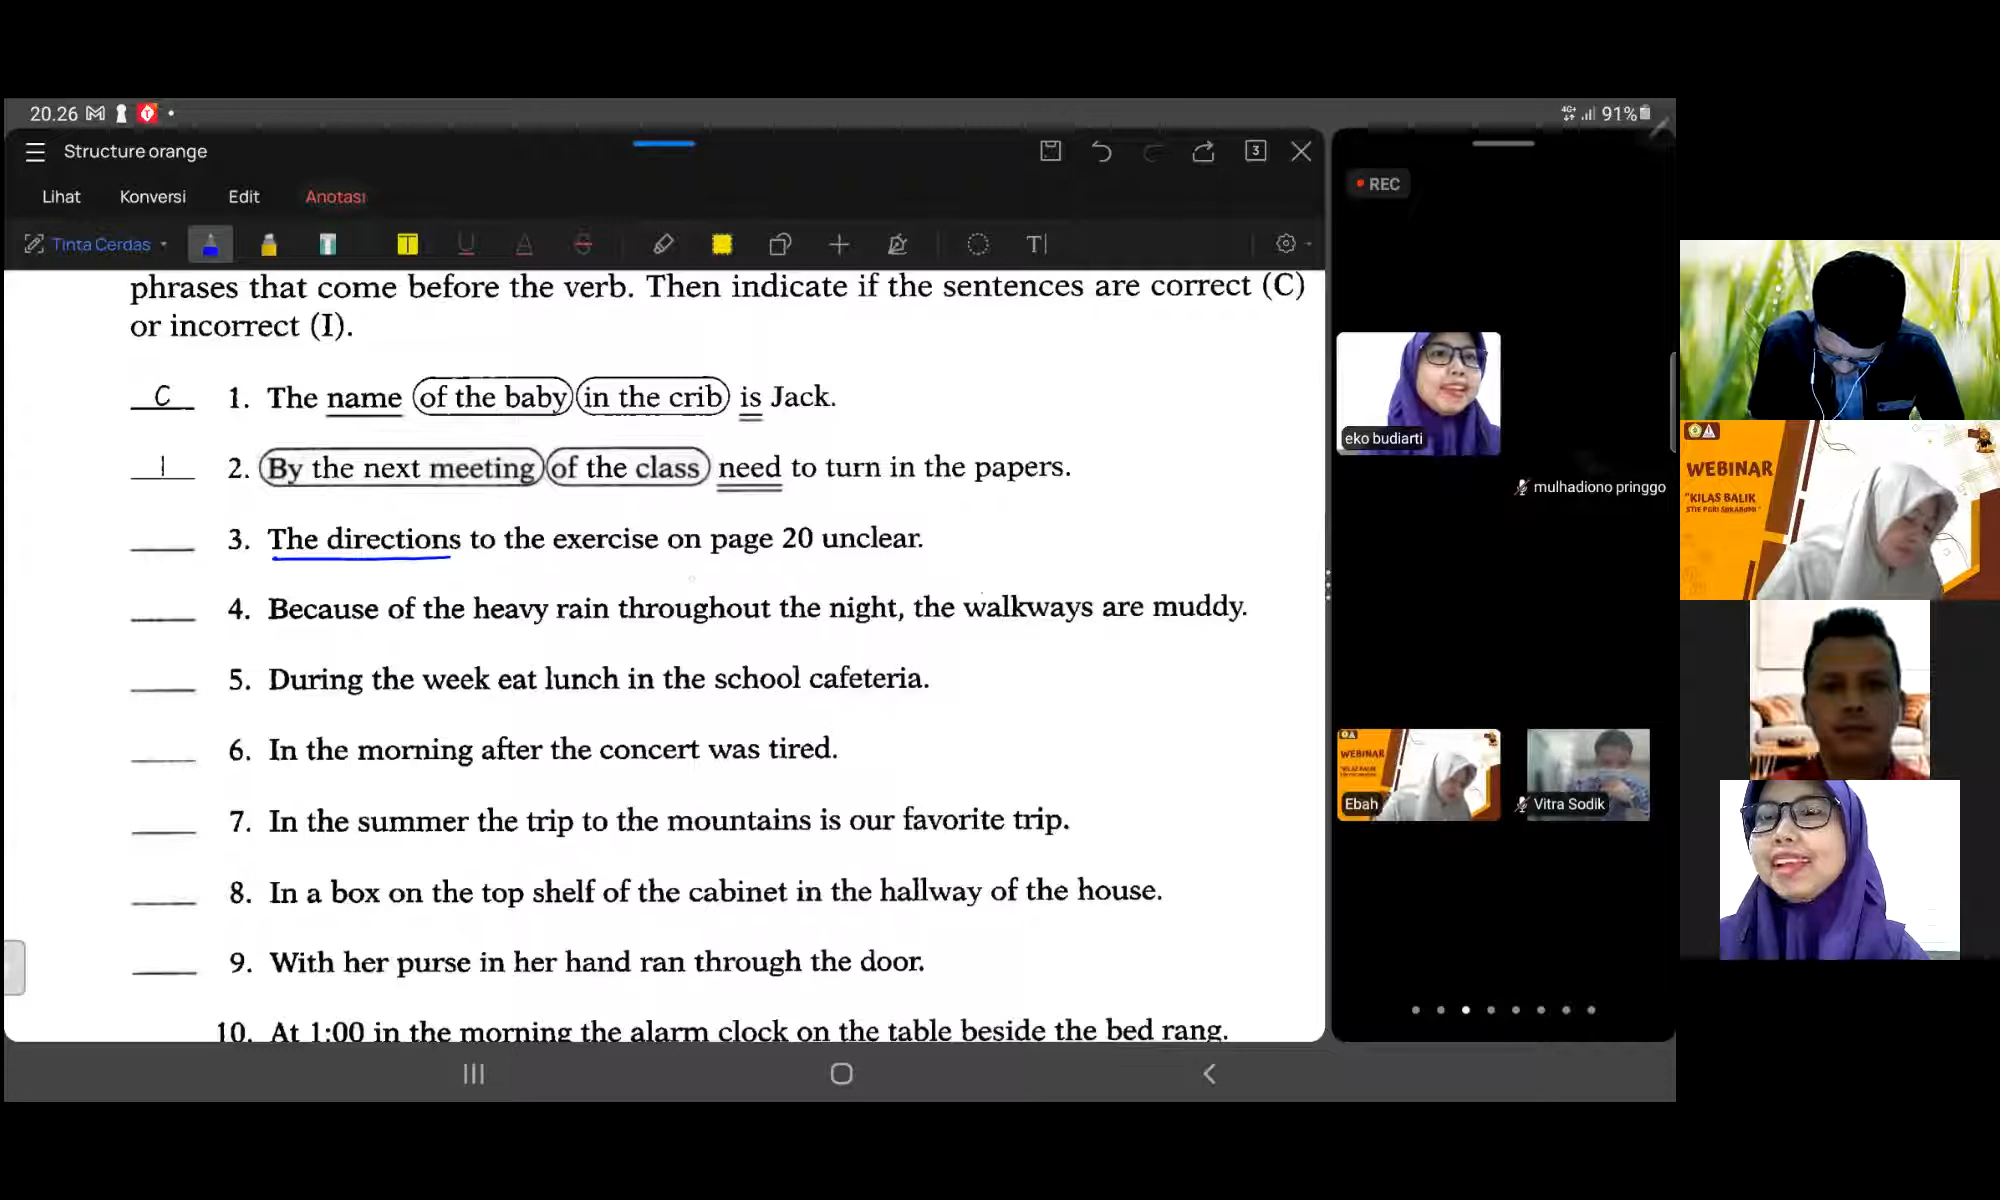 20.26
91%
Structure orange
3
Lihat Konversi Edit Anotasi
Tinta Cerdas
phrases that come before the verb. Then indicate if the sentences are correct (C)
or incorrect (I).
C 1. The name of the baby in the crib is Jack.
I 2. By the next meeting of the class need to turn in the papers.
3. The directions to the exercise on page 20 unclear.
4. Because of the heavy rain throughout the night, the walkways are muddy.
5. During the week eat lunch in the school cafeteria.
6. In the morning after the concert was tired.
7. In the summer the trip to the mountains is our favorite trip.
8. In a box on the top shelf of the cabinet in the hallway of the house.
9. With her purse in her hand ran through the door.
10. At 1:00 in the morning the alarm clock on the table beside the bed rang.
REC
eko budiarti
mulhadiono pringgo
WEBINAR
Ebah
Vitra Sodik
WEBINAR
"KILAS BALIK
STIE PGRI SUKABUMI"